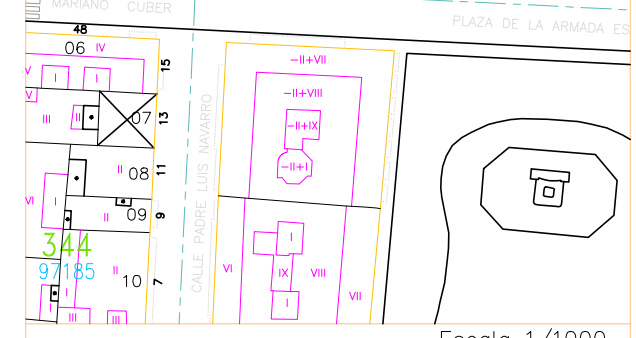 MARIANO CUBER
PLAZA DE LA ARMADA ES
48
06 IV
15
V I I
V
III II 07 13
II 08 11
VI I
II 09 9
344
97185
II 10 7
I I
III III
CALLE PADRE LUIS NAVARRO
-II+VII
-II+VIII
-II+IX
-II+I
I
VI IX VIII
VII
I
Escala 1/1000